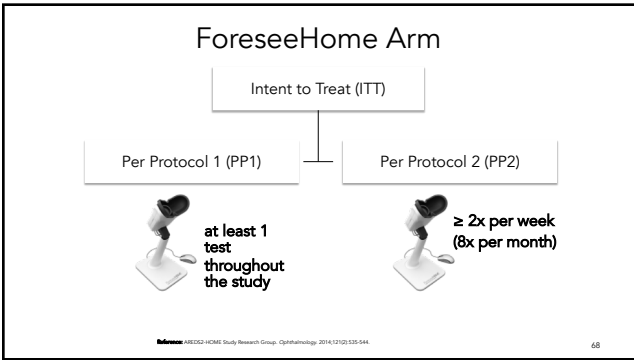 ForeseeHome Arm
Intent to Treat (ITT)
Per Protocol 1 (PP1)
Per Protocol 2 (PP2)
at least 1
test
throughout
the study
≥ 2x per week
(8x per month)
Reference: AREDS2-HOME Study Research Group. Ophthalmology. 2014;121(2):535-544.
68